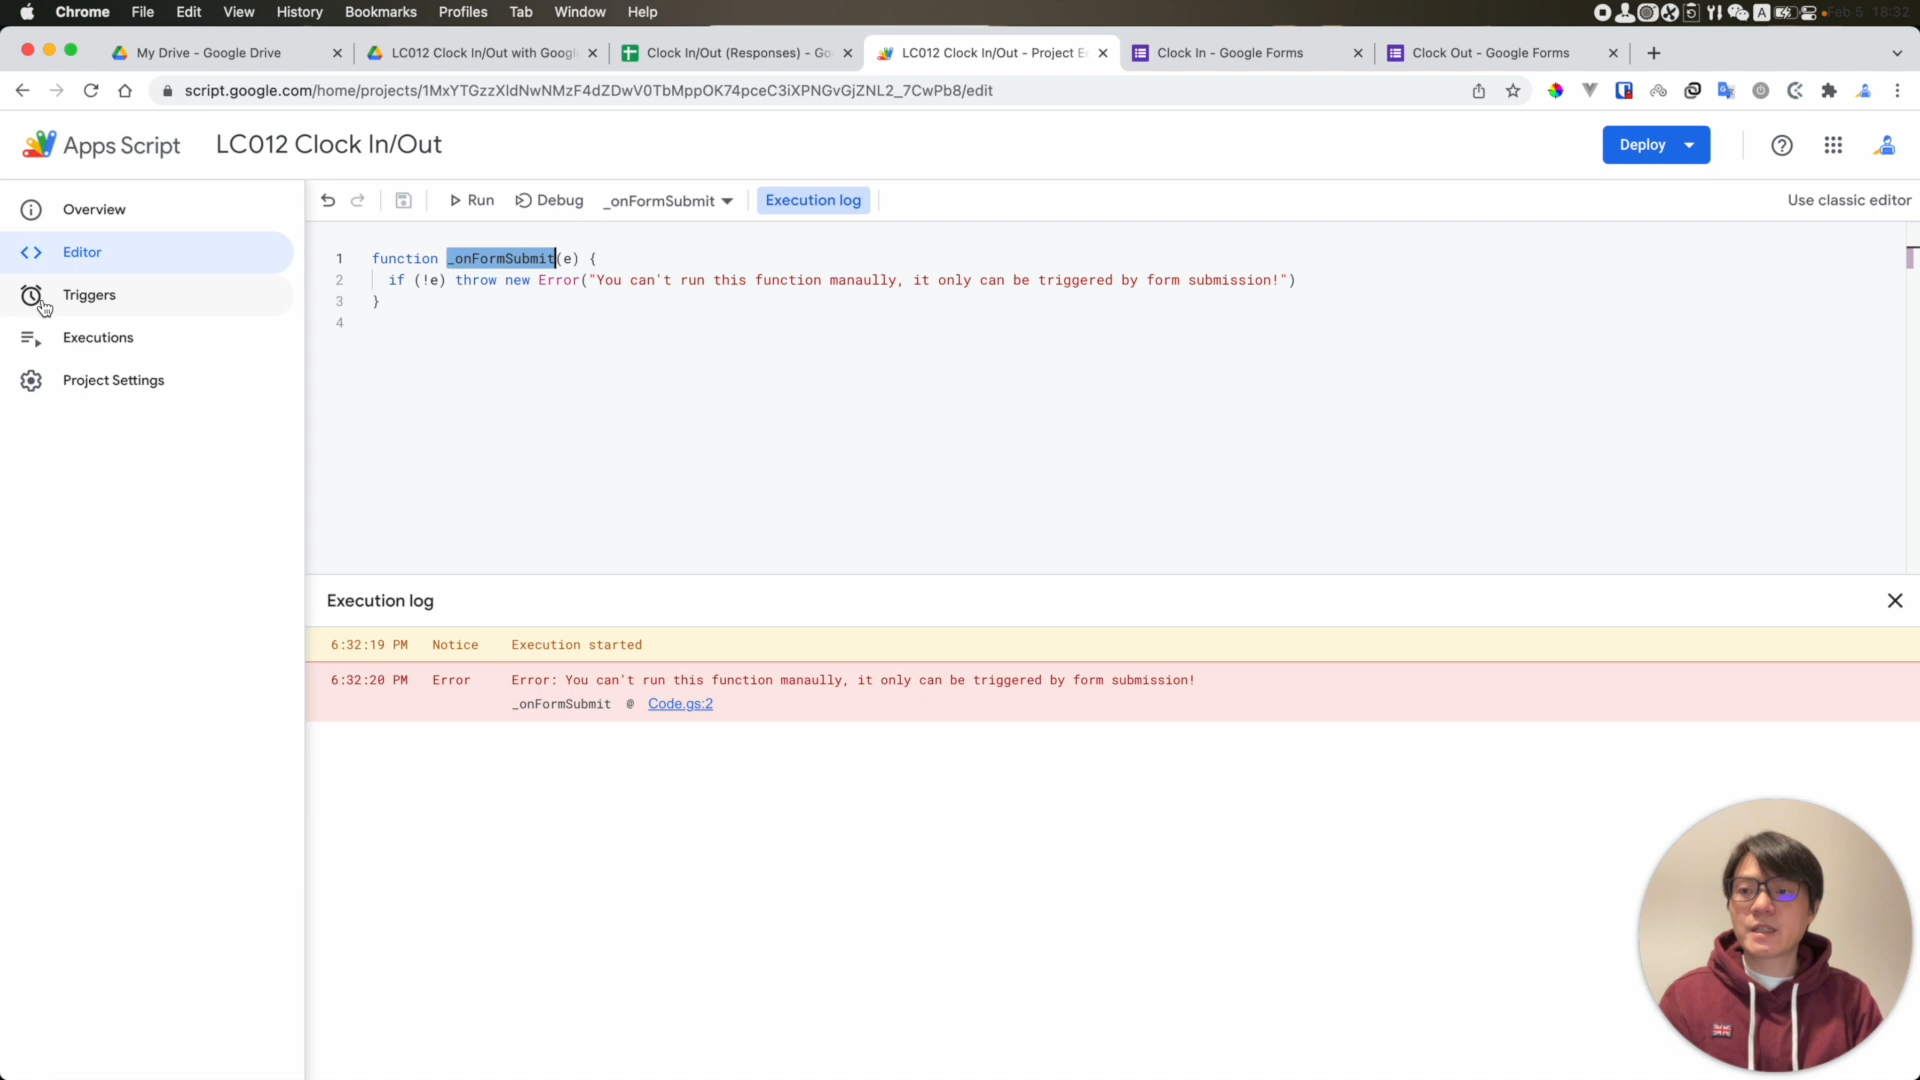 Chrome File Edit View History Bookmarks Profiles Tab Window Help Feb 5 18:32
My Drive - Google Drive LC012 Clock In/Out with Googl Clock In/Out (Responses) - Go LC012 Clock In/Out - Project E Clock In - Google Forms Clock Out - Google Forms
script.google.com/home/projects/1MxYTGzzXldNwNMzF4dZDwV0TbMppOK74pceC3iXPNGvGjZNL2_7CwPb8/edit
Apps Script LC012 Clock In/Out Deploy
Overview
Editor
Triggers
Executions
Project Settings
Run Debug _onFormSubmit Execution log Use classic editor
1 function _onFormSubmit(e) {
2 if (!e) throw new Error("You can't run this function manaully, it only can be triggered by form submission!")
3 }
4
Execution log
6:32:19 PM Notice Execution started
6:32:20 PM Error Error: You can't run this function manaully, it only can be triggered by form submission!
_onFormSubmit @ Code.gs:2